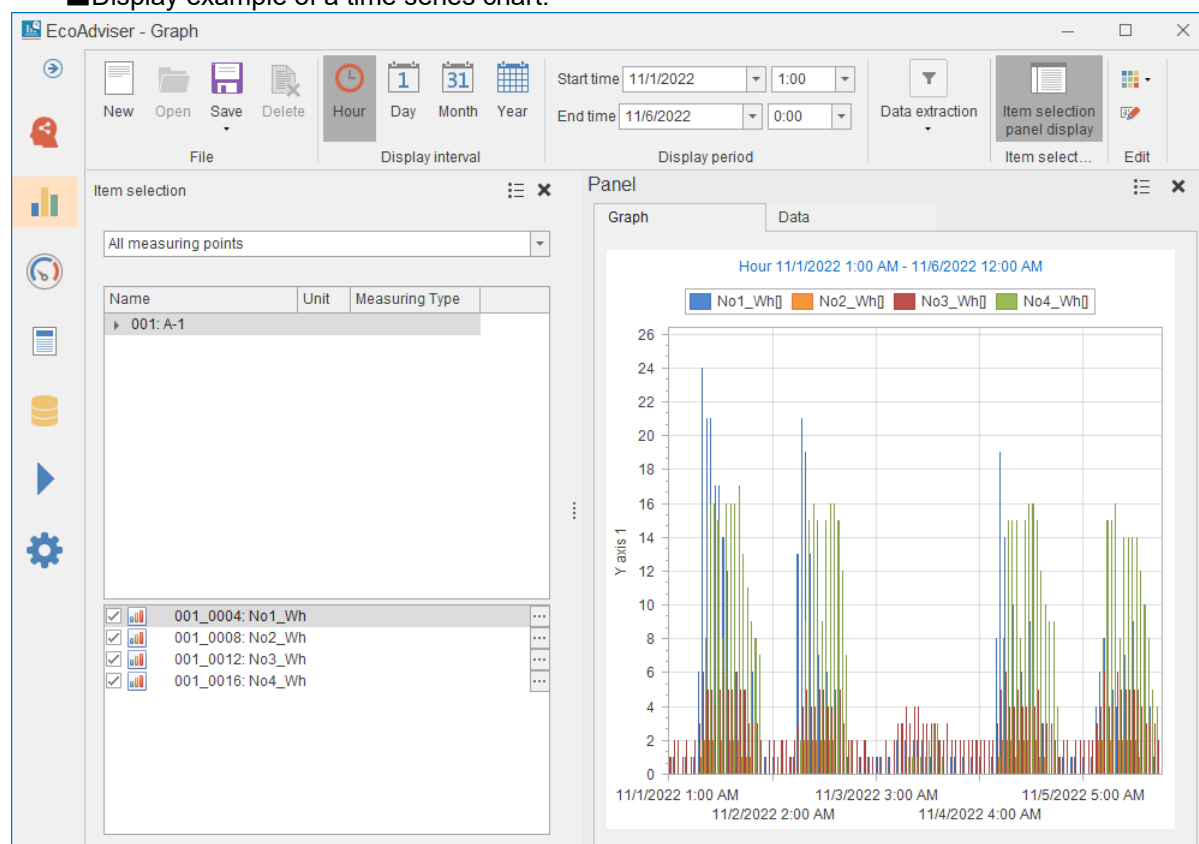 ■Display example of a time series chart.
EcoAdviser - Graph
New Open Save Delete Hour Day Month Year
1 31
Start time 11/1/2022 1:00
End time 11/6/2022 0:00
Data extraction
Item selection
panel display
File Display interval Display period Item select... Edit
Item selection
All measuring points
Name Unit Measuring Type
001: A-1
001_0004: No1_Wh ...
001_0008: No2_Wh ...
001_0012: No3_Wh ...
001_0016: No4_Wh ...
Panel
Graph Data
Hour 11/1/2022 1:00 AM - 11/6/2022 12:00 AM
No1_Wh[] No2_Wh[] No3_Wh[] No4_Wh[]
Y axis 1
26
24
22
20
18
16
14
12
10
8
6
4
2
0
11/1/2022 1:00 AM 11/3/2022 3:00 AM 11/5/2022 5:00 AM
11/2/2022 2:00 AM 11/4/2022 4:00 AM